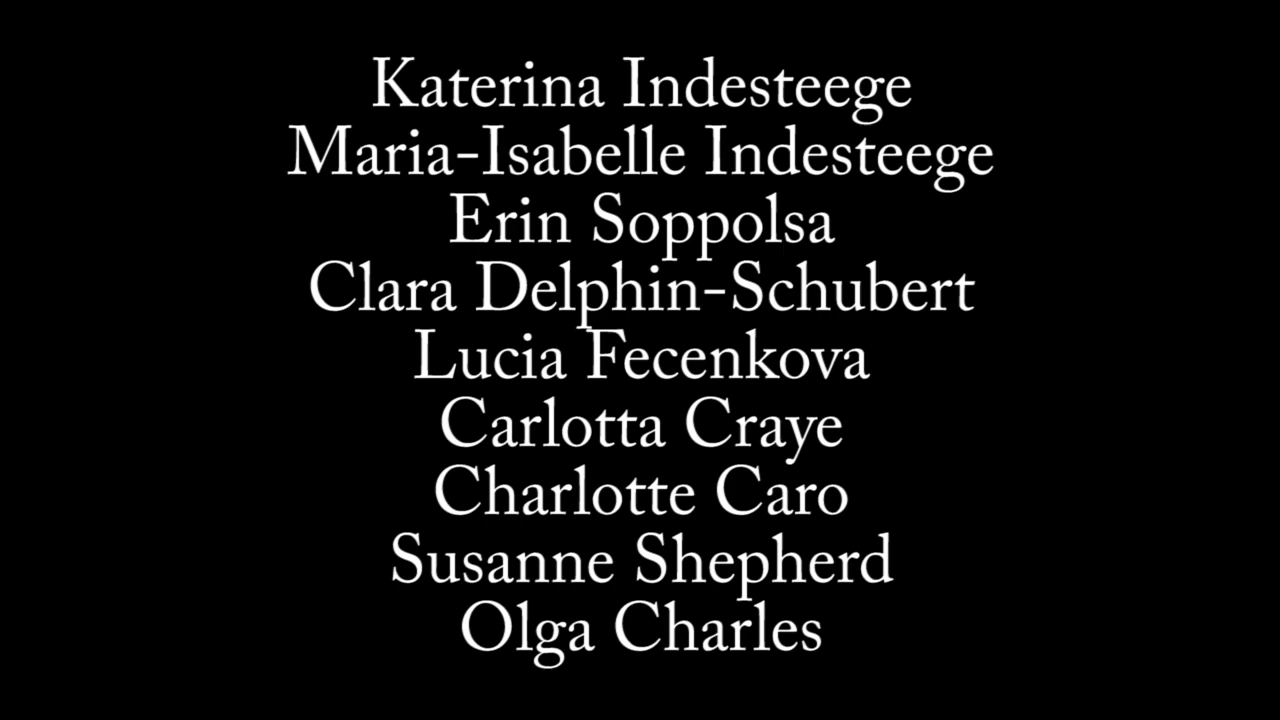 Katerina Indesteege
Maria-Isabelle Indesteege
Erin Soppolsa
Clara Delphin-Schubert
Lucia Fecenkova
Carlotta Craye
Charlotte Caro
Susanne Shepherd
Olga Charles